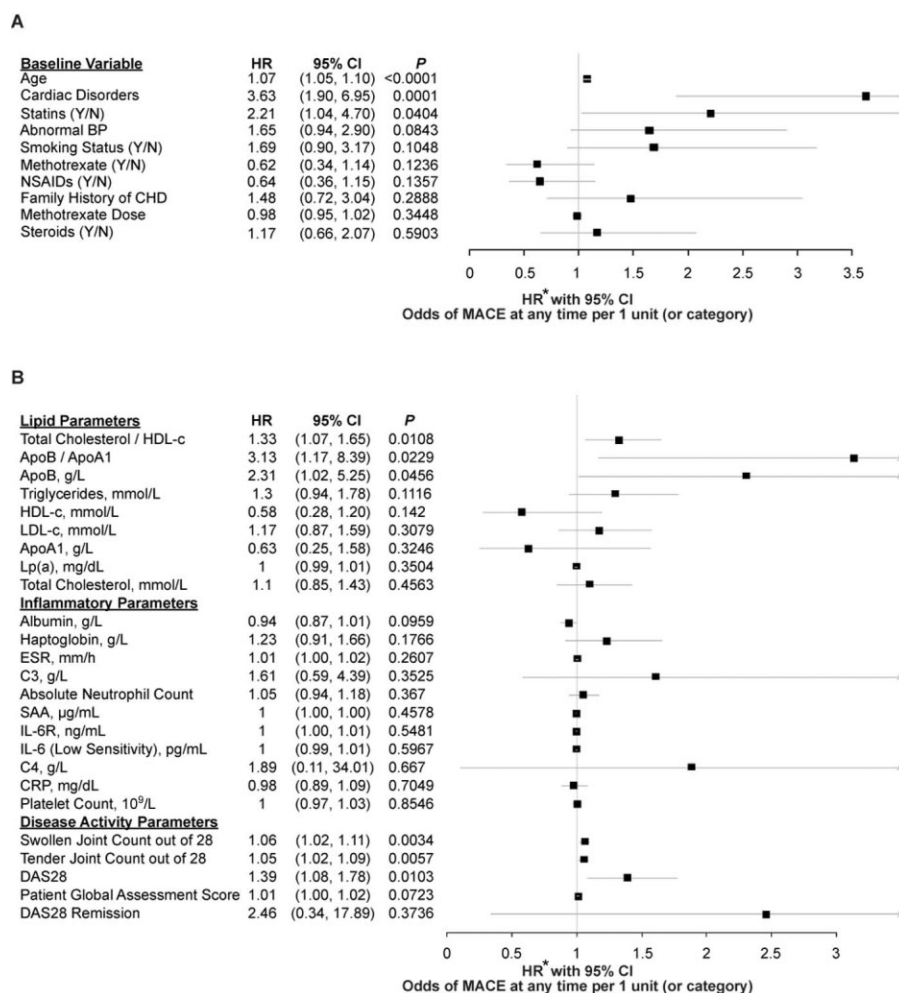 A
Baseline Variable HR 95% CI P
Age 1.07 (1.05, 1.10) <0.0001
Cardiac Disorders 3.63 (1.90, 6.95) 0.0001
Statins (Y/N) 2.21 (1.04, 4.70) 0.0404
Abnormal BP 1.65 (0.94, 2.90) 0.0843
Smoking Status (Y/N) 1.69 (0.90, 3.17) 0.1048
Methotrexate (Y/N) 0.62 (0.34, 1.14) 0.1236
NSAIDs (Y/N) 0.64 (0.36, 1.15) 0.1357
Family History of CHD 1.48 (0.72, 3.04) 0.2888
Methotrexate Dose 0.98 (0.95, 1.02) 0.3448
Steroids (Y/N) 1.17 (0.66, 2.07) 0.5903
0 0.5 1 2 3 3.5
HR* with 95% CI
Odds of MACE at any time per 1 unit (or category)
B
Lipid Parameters HR 95% CI P
Total Cholesterol / HDL-c 1.33 (1.07, 1.65) 0.0108
ApoB / ApoA1 3.13 (1.17, 8.39) 0.0229
ApoB, g/L 2.31 (1.02, 5.25) 0.0456
Triglycerides, mmol/L 1.3 (0.94, 1.78) 0.1116
HDL-c, mmol/L 0.58 (0.28, 1.20) 0.142
LDL-c, mmol/L 1.17 (0.87, 1.59) 0.3079
ApoA1, g/L 0.63 (0.25, 1.58) 0.3246
Lp(a), mg/dL 1 (0.99, 1.01) 0.3504
Total Cholesterol, mmol/L 1.1 (0.85, 1.43) 0.4563
Inflammatory Parameters
Albumin, g/L 0.94 (0.87, 1.01) 0.0959
Haptoglobin, g/L 1.23 (0.91, 1.66) 0.1766
ESR, mm/h 1.01 (1.00, 1.02) 0.2607
C3, g/L 1.61 (0.59, 4.39) 0.3525
Absolute Neutrophil Count 1.05 (0.94, 1.18) 0.367
SAA, µg/mL 1 (1.00, 1.00) 0.4578
IL-6R, ng/mL 1 (1.00, 1.01) 0.5481
IL-6 (Low Sensitivity), pg/mL 1 (0.99, 1.01) 0.5967
C4, g/L 1.89 (0.11, 34.01) 0.667
CRP, mg/dL 0.98 (0.89, 1.09) 0.7049
Platelet Count, 10⁹/L 1 (0.97, 1.03) 0.8546
Disease Activity Parameters
Swollen Joint Count out of 28 1.06 (1.02, 1.11) 0.0034
Tender Joint Count out of 28 1.05 (1.02, 1.09) 0.0057
DAS28 1.39 (1.08, 1.78) 0.0103
Patient Global Assessment Score 1.01 (1.00, 1.02) 0.0723
DAS28 Remission 2.46 (0.34, 17.89) 0.3736
0 0.5 1 1.5 2 2.5 3 3.5
HR* with 95% CI
Odds of MACE at any time per 1 unit (or category)